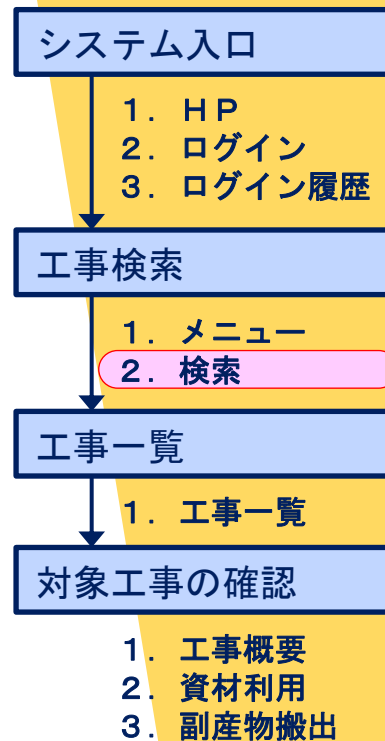 システム入口
１．ＨＰ
２．ログイン
３．ログイン履歴
工事検索
１．メニュー
２．検索
工事一覧
１．工事一覧
対象工事の確認
１．工事概要
２．資材利用
３．副産物搬出